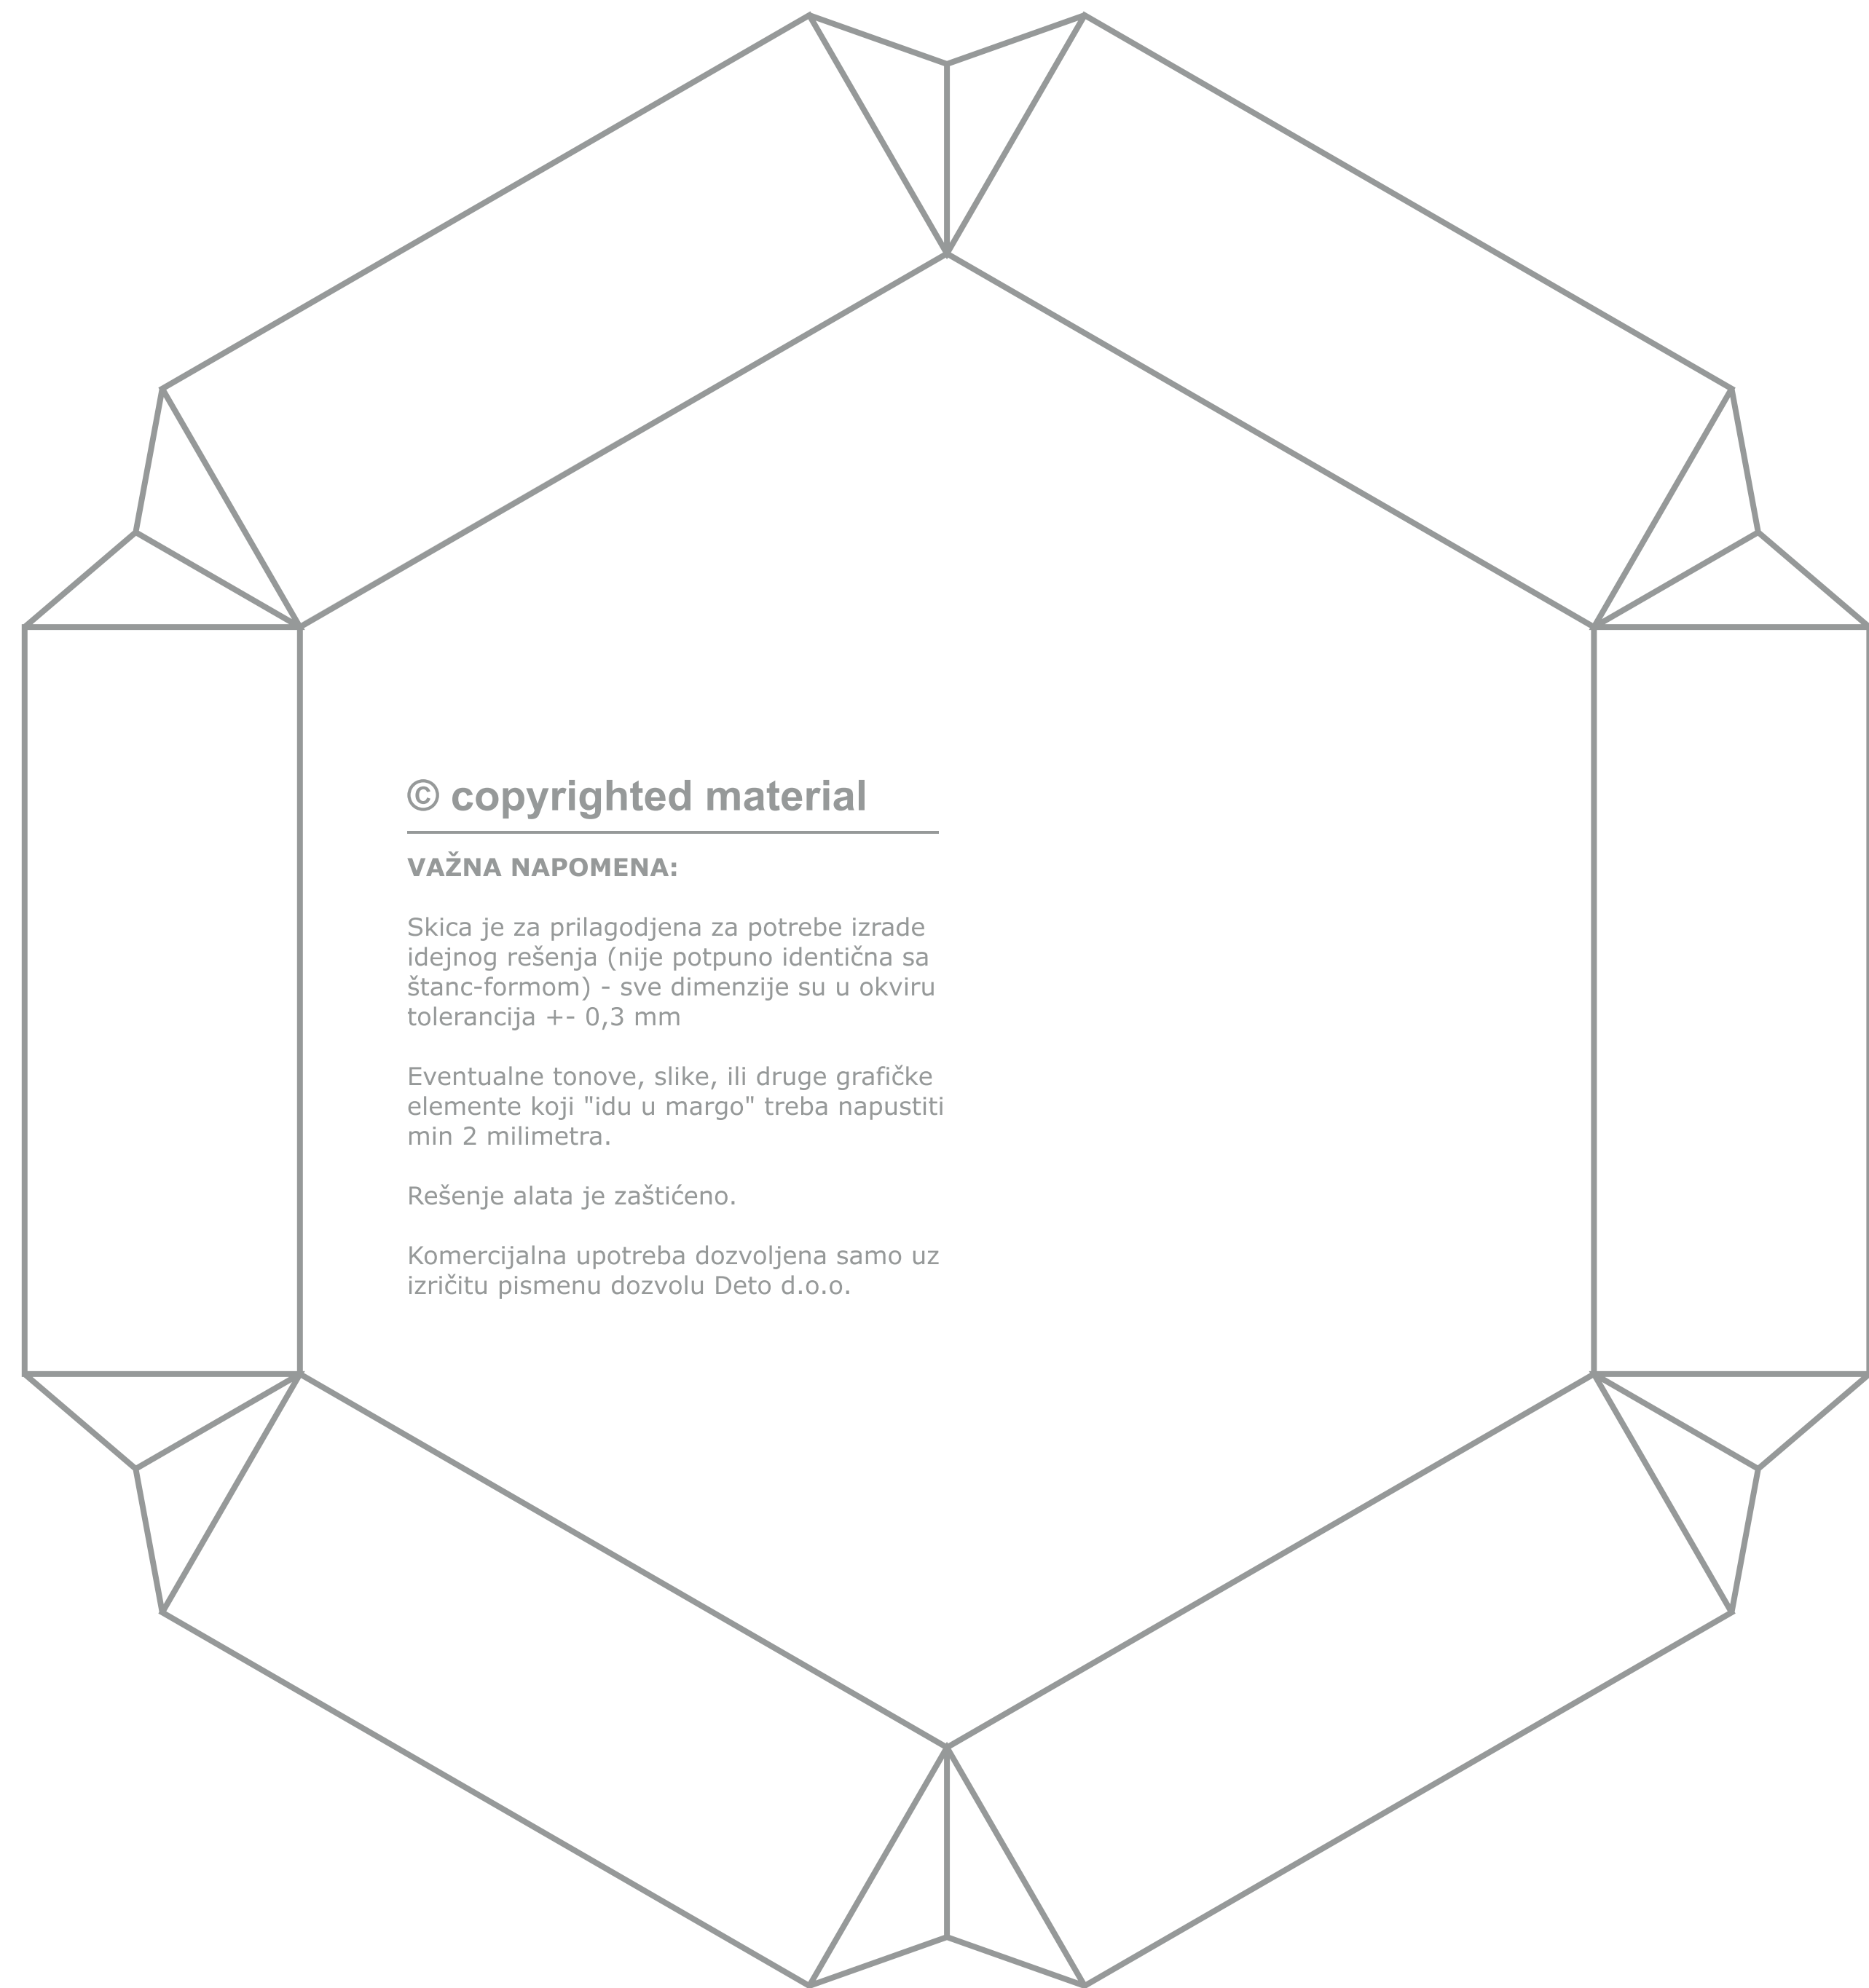 © copyrighted material
VAŽNA NAPOMENA:
Skica je za prilagodjena za potrebe izrade
idejnog rešenja (nije potpuno identična sa
štanc-formom) - sve dimenzije su u okviru
tolerancija +- 0,3 mm
Eventualne tonove, slike, ili druge grafičke
elemente koji "idu u margo" treba napustiti
min 2 milimetra.
Rešenje alata je zaštićeno.
Komercijalna upotreba dozvoljena samo uz
izričitu pismenu dozvolu Deto d.o.o.